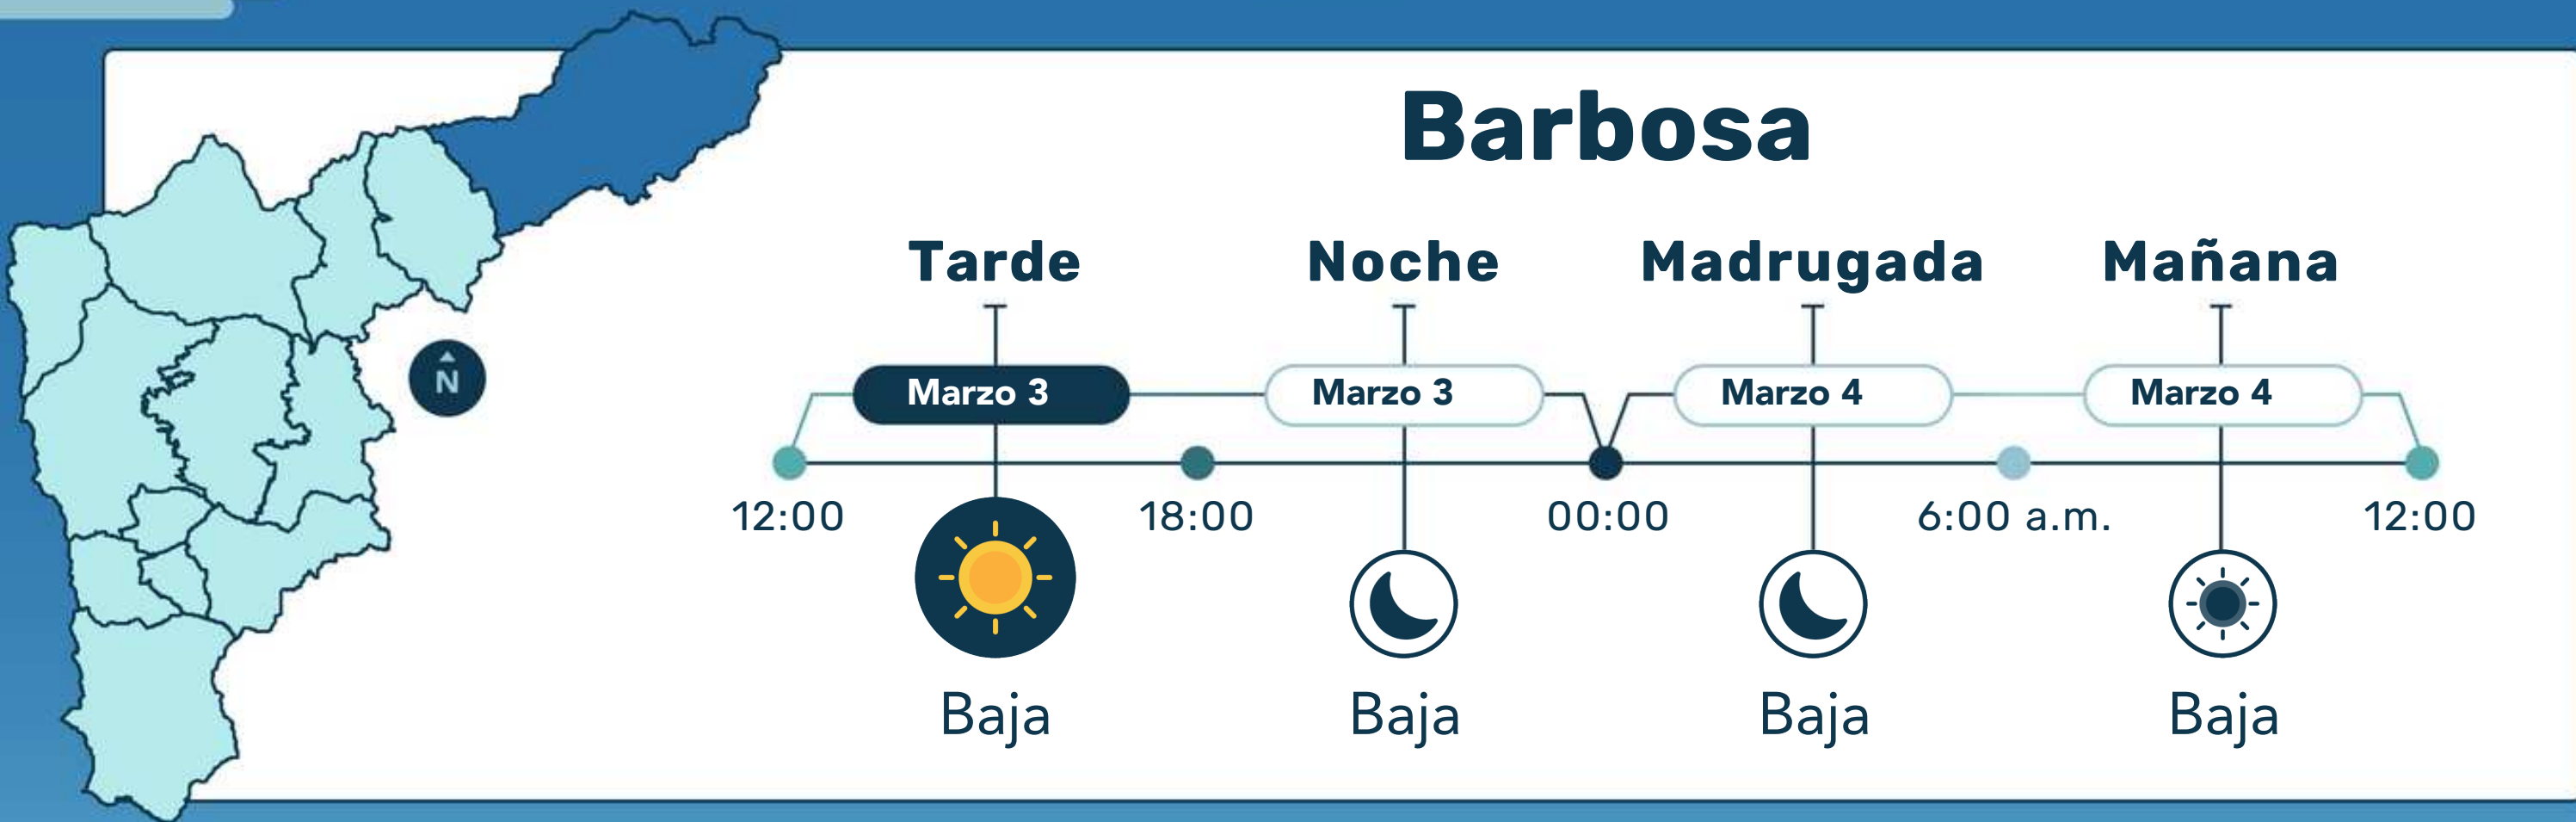 Barbosa
Tarde Noche Madrugada Mañana
Marzo 3 Marzo 3 Marzo 4 Marzo 4
N
12:00 18:00 00:00 6:00 a.m. 12:00
Baja Baja Baja Baja